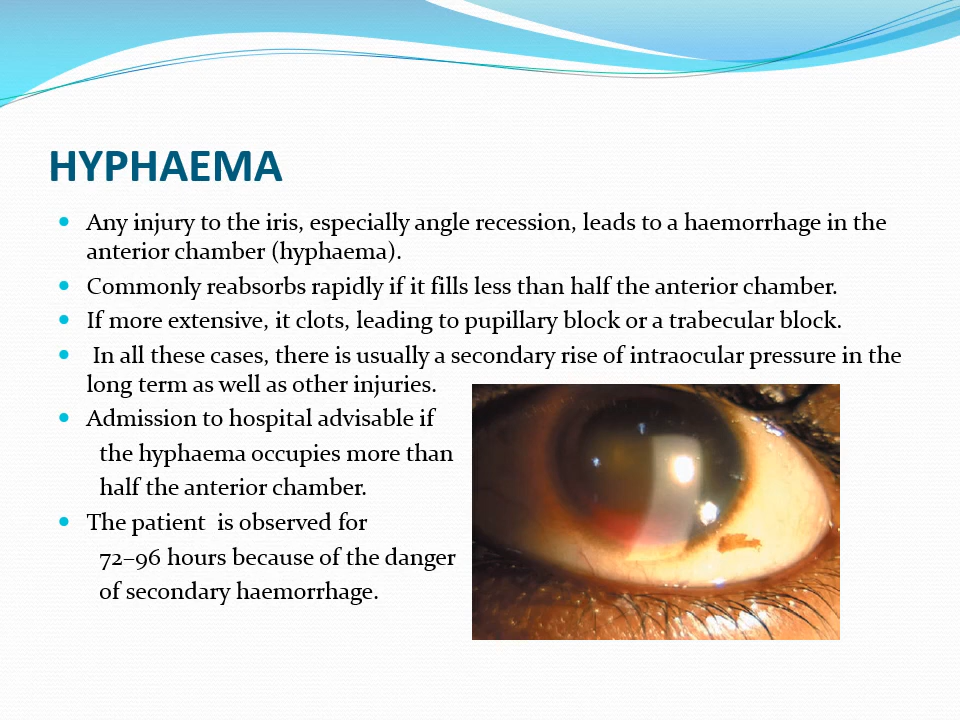 HYPHAEMA
Any injury to the iris, especially angle recession, leads to a haemorrhage in the
anterior chamber (hyphaema).
Commonly reabsorbs rapidly if it fills less than half the anterior chamber.
If more extensive, it clots, leading to pupillary block or a trabecular block.
In all these cases, there is usually a secondary rise of intraocular pressure in the
long term as well as other injuries.
Admission to hospital advisable if
the hyphaema occupies more than
half the anterior chamber.
The patient is observed for
72–96 hours because of the danger
of secondary haemorrhage.